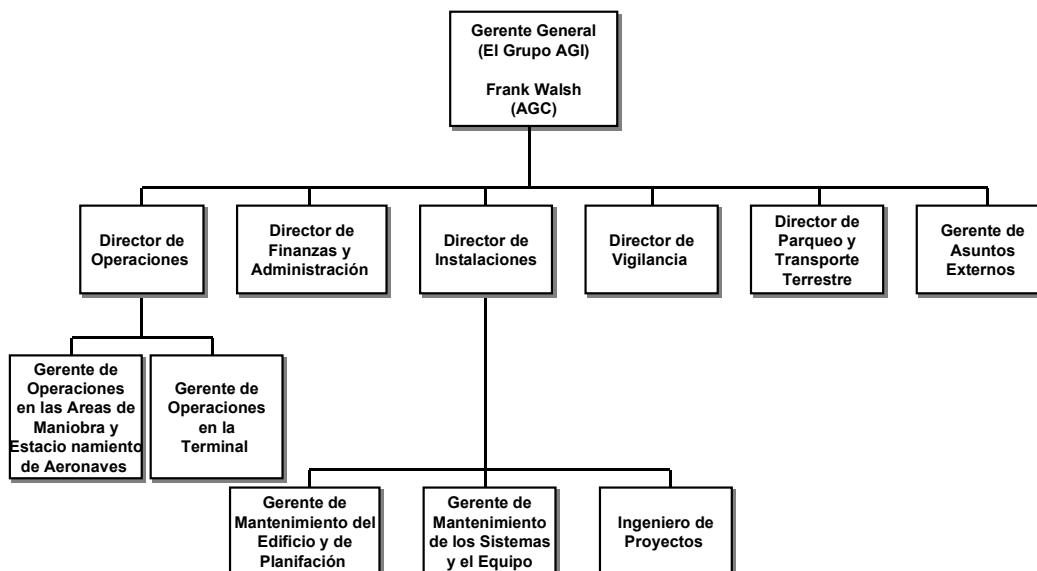 Gerente General
(El Grupo AGI)
Frank Walsh
(AGC)
Director de
Operaciones
Director de
Finanzas y
Administración
Director de
Instalaciones
Director de
Vigilancia
Director de
Parqueo y
Transporte
Terrestre
Gerente de
Asuntos
Externos
Gerente de
Operaciones
en las Areas de
Maniobra y
Estacio namiento
de Aeronaves
Gerente de
Operaciones
en la
Terminal
Gerente de
Mantenimiento del
Edificio y de
Planifación
Gerente de
Mantenimiento
de los Sistemas
y el Equipo
Ingeniero de
Proyectos